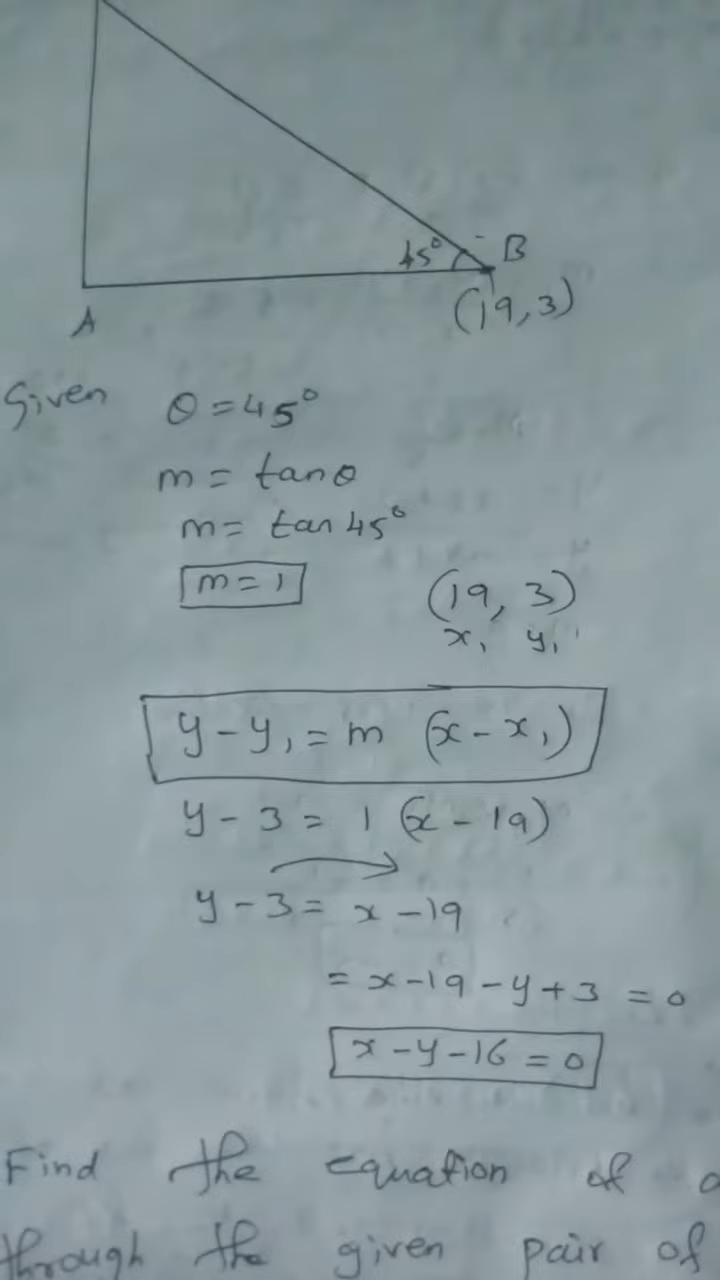 45° B
(19,3)
A
Given θ = 45°
m = tanθ
m = tan 45°
m = 1 (19, 3)
x₁ y₁
y - y₁ = m (x - x₁)
y - 3 = 1 (x - 19)
y - 3 = x - 19
= x - 19 - y + 3 = 0
x - y - 16 = 0
Find the equation of
through the given pair of